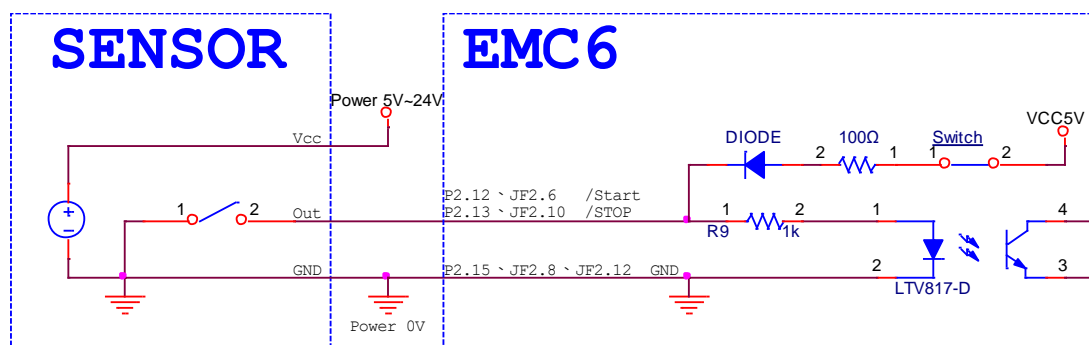 SENSOR
EMC6
Power 5V~24V
Vcc
VCC5V
DIODE
2
100Ω
1
Switch
1
2
P2.12、JF2.6 /Start
P2.13、JF2.10 /STOP
1
2
Out
1
R9
2
1k
1
4
+
−
GND
P2.15、JF2.8、JF2.12 GND
2
3
LTV817-D
Power 0V